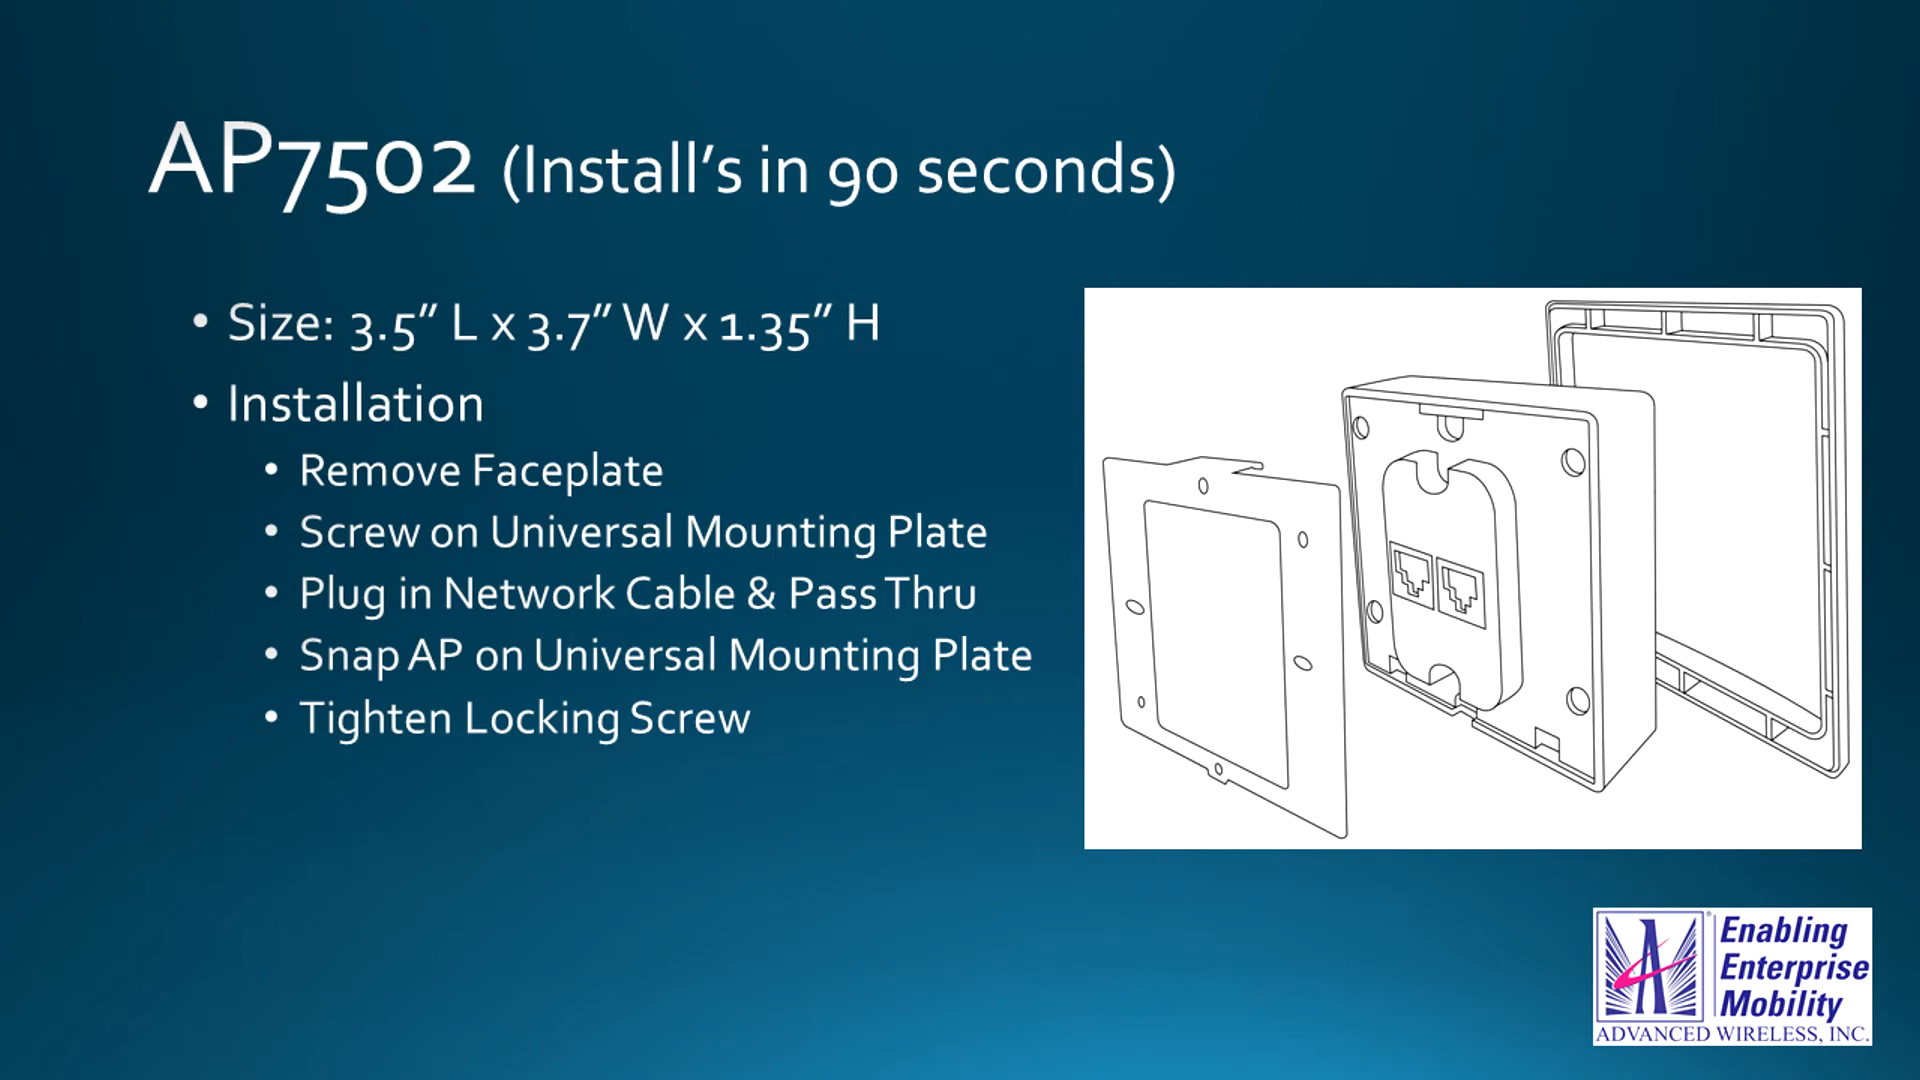 AP7502 (Install’s in 90 seconds)
• Size: 3.5” L x 3.7” W x 1.35” H
• Installation
• Remove Faceplate
• Screw on Universal Mounting Plate
• Plug in Network Cable & Pass Thru
• Snap AP on Universal Mounting Plate
• Tighten Locking Screw
Enabling
Enterprise
Mobility
ADVANCED WIRELESS, INC.